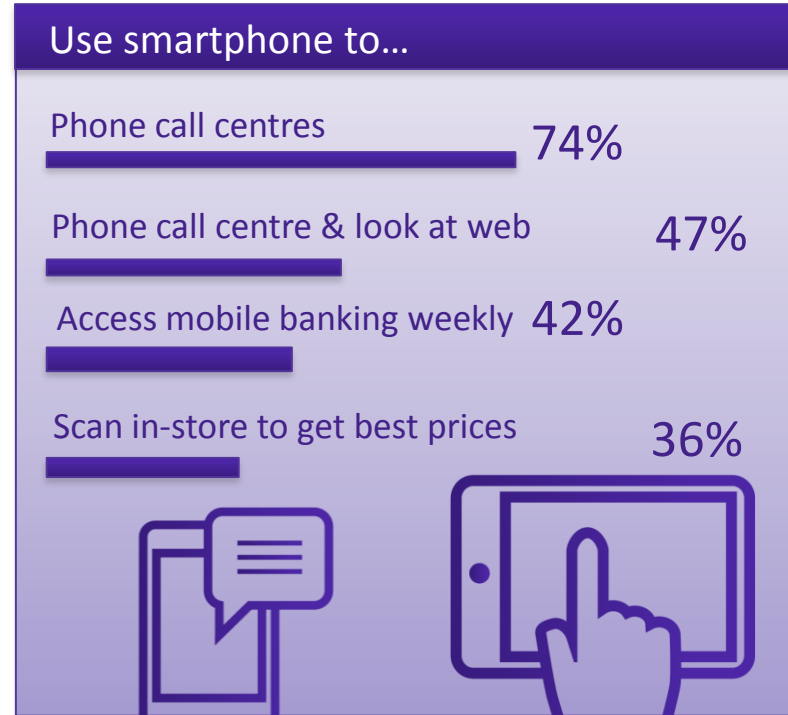 Use smartphone to…
Phone call centres 74%
Phone call centre & look at web 47%
Access mobile banking weekly 42%
Scan in-store to get best prices 36%